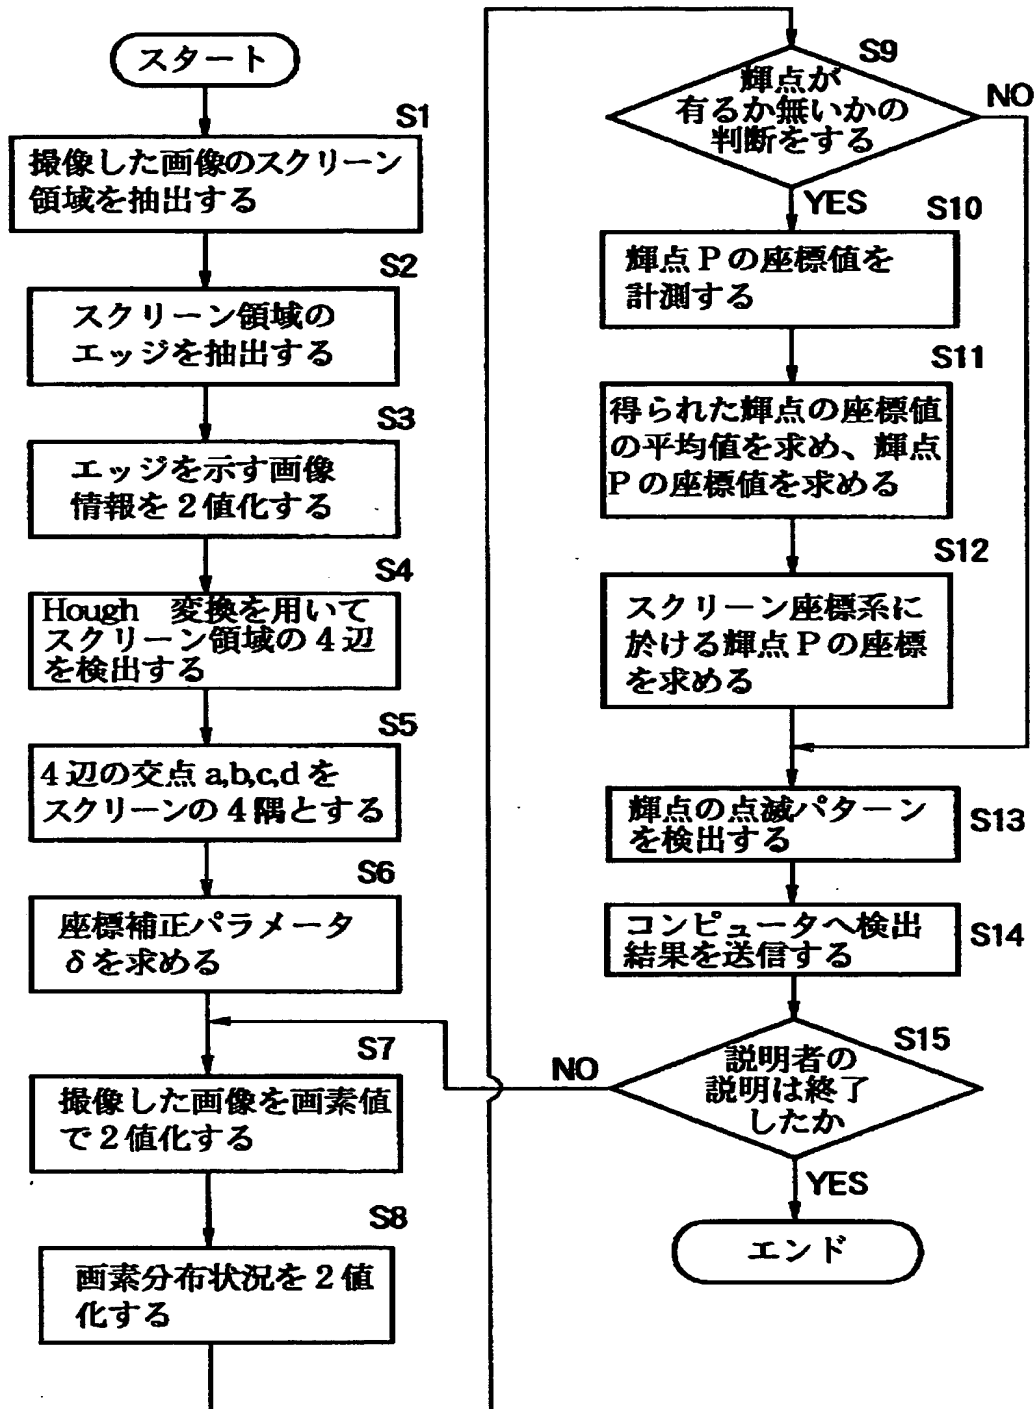 スタート
S1
撮像した画像のスクリーン
領域を抽出する
S2
スクリーン領域の
エッジを抽出する
S3
エッジを示す画像
情報を2値化する
S4
Hough 変換を用いて
スクリーン領域の4辺
を検出する
S5
4辺の交点a,b,c,dを
スクリーンの4隅とする
S6
座標補正パラメータ
δを求める
S7
撮像した画像を画素値
で2値化する
S8
画素分布状況を2値
化する
S9
輝点が
有るか無いかの
判断をする
NO
YES
S10
輝点Pの座標値を
計測する
S11
得られた輝点の座標値
の平均値を求め、輝点
Pの座標値を求める
S12
スクリーン座標系に
於ける輝点Pの座標
を求める
S13
輝点の点滅パターン
を検出する
S14
コンピュータへ検出
結果を送信する
S15
説明者の
説明は終了
したか
NO
YES
エンド